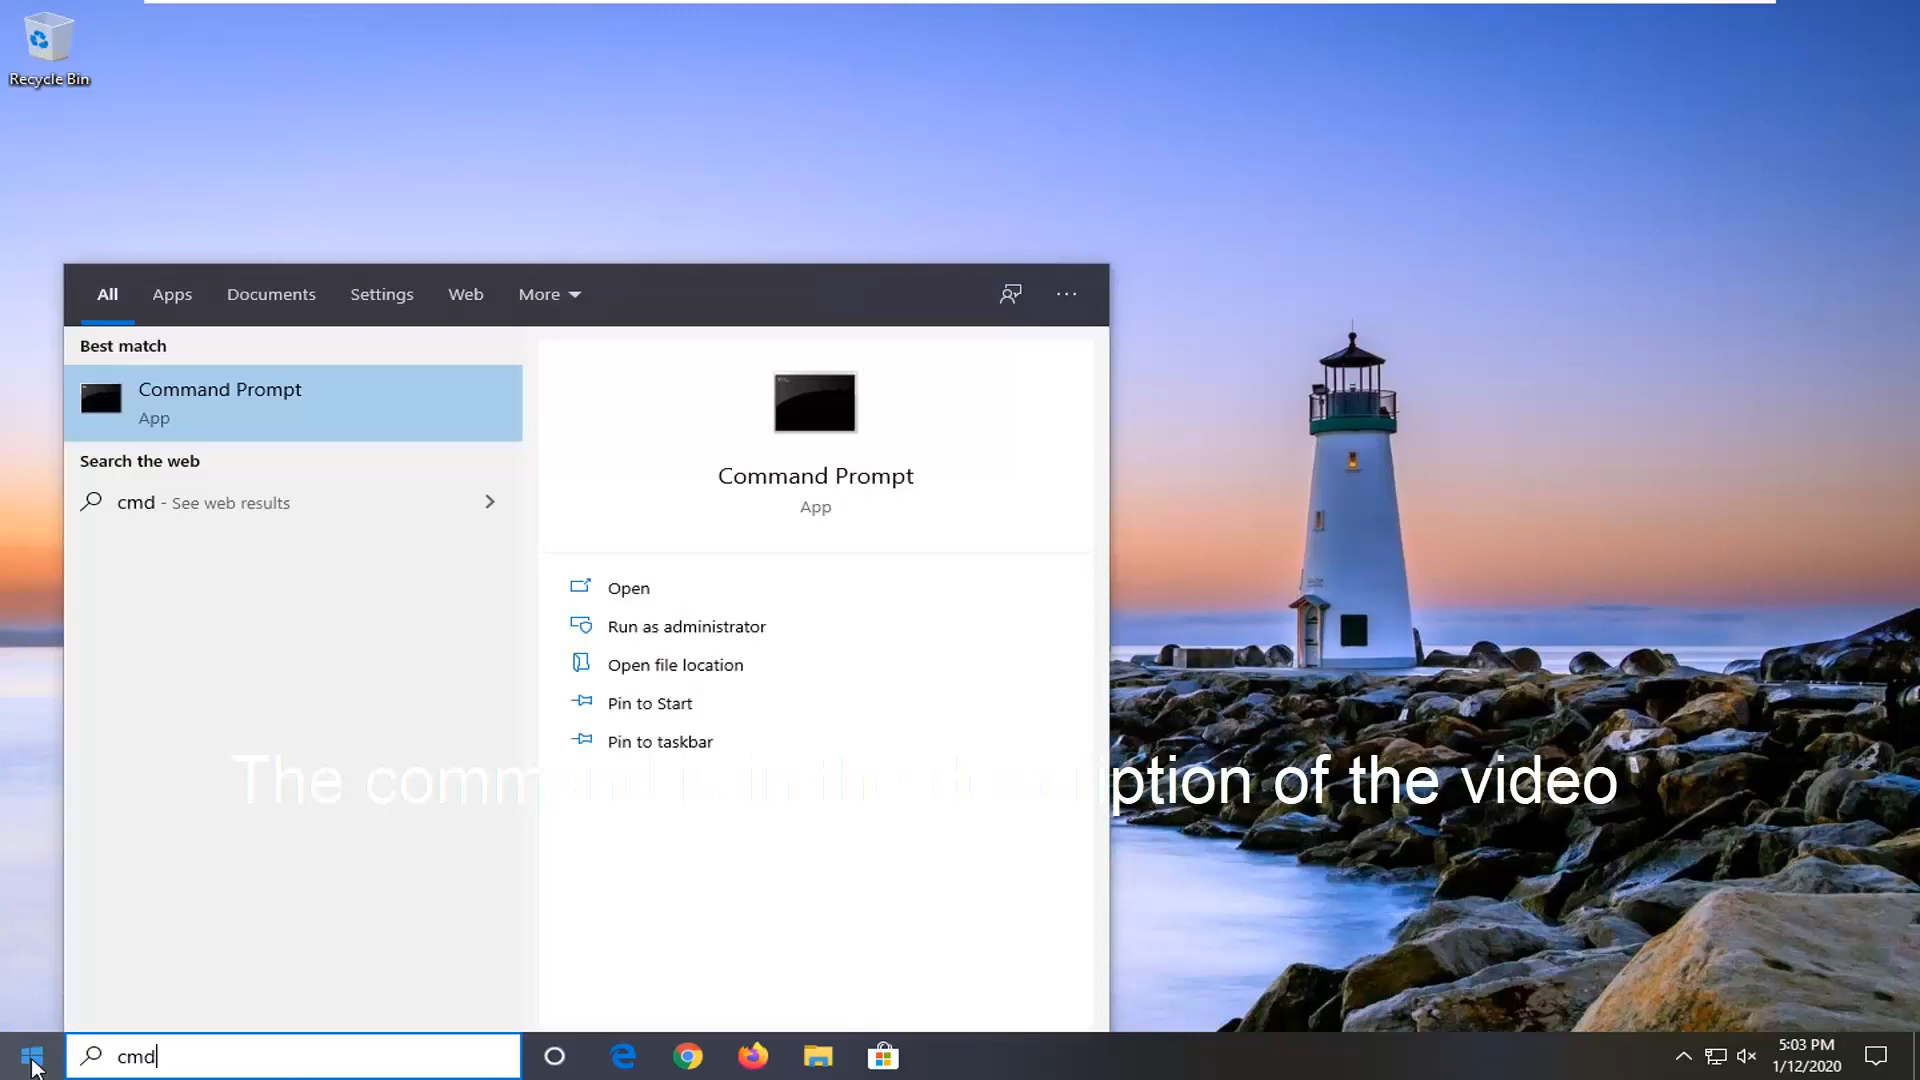 Recycle Bin
All Apps Documents Settings Web More
Best match
Command Prompt
App
Search the web
cmd - See web results
Command Prompt
App
Open
Run as administrator
Open file location
Pin to Start
Pin to taskbar
The command is in the description of the video
cmd
5:03 PM
1/12/2020